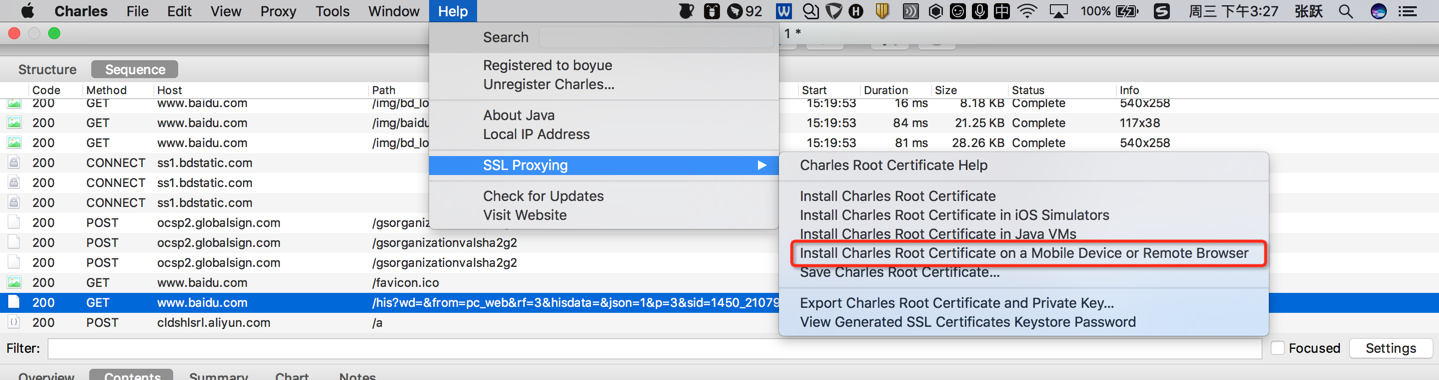 Charles File Edit View Proxy Tools Window Help 92 W H 中 100% S 周三 下午3:27 张跃
1 *
Structure Sequence
Code Method Host Path Start Duration Size Status Info
200 GET www.baidu.com /img/bd_lo 15:19:53 16 ms 8.18 KB Complete 540x258
200 GET www.baidu.com /img/baidu 15:19:53 84 ms 21.25 KB Complete 117x38
200 GET www.baidu.com /img/bd_lo 15:19:53 81 ms 28.26 KB Complete 540x258
200 CONNECT ss1.bdstatic.com
200 CONNECT ss1.bdstatic.com
200 CONNECT ss1.bdstatic.com
200 POST ocsp2.globalsign.com /gsorganizationvalsha2g2
200 POST ocsp2.globalsign.com /gsorganizationvalsha2g2
200 POST ocsp2.globalsign.com /gsorganizationvalsha2g2
200 GET www.baidu.com /favicon.ico
200 GET www.baidu.com /his?wd=&from=pc_web&rf=3&hisdata=&json=1&p=3&sid=1450_21079
200 POST cldshlsrl.aliyun.com /a
Search
Registered to boyue
Unregister Charles...
About Java
Local IP Address
SSL Proxying
Check for Updates
Visit Website
Charles Root Certificate Help
Install Charles Root Certificate
Install Charles Root Certificate in iOS Simulators
Install Charles Root Certificate in Java VMs
Install Charles Root Certificate on a Mobile Device or Remote Browser
Save Charles Root Certificate...
Export Charles Root Certificate and Private Key...
View Generated SSL Certificates Keystore Password
Filter: Focused Settings
Overview Contents Summary Chart Notes